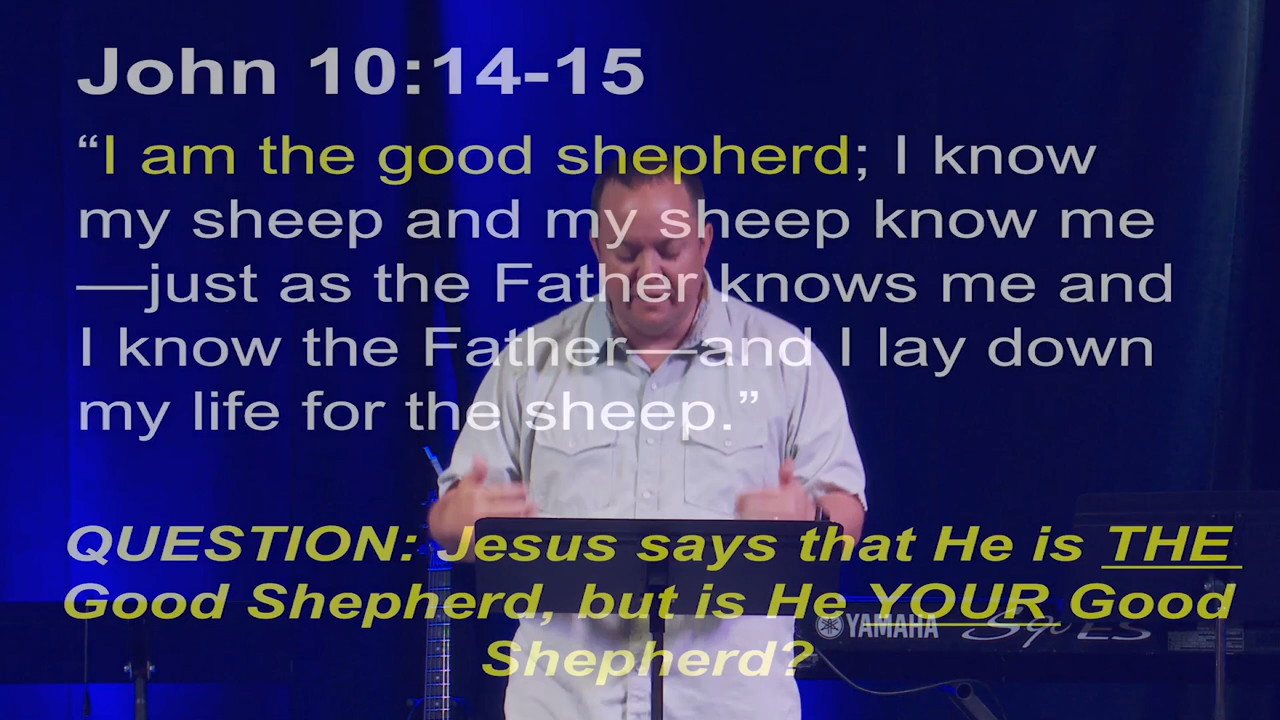 John 10:14-15
“I am the good shepherd; I know
my sheep and my sheep know me
—just as the Father knows me and
I know the Father—and I lay down
my life for the sheep.”
QUESTION: Jesus says that He is THE
Good Shepherd, but is He YOUR Good
Shepherd?
YAMAHA